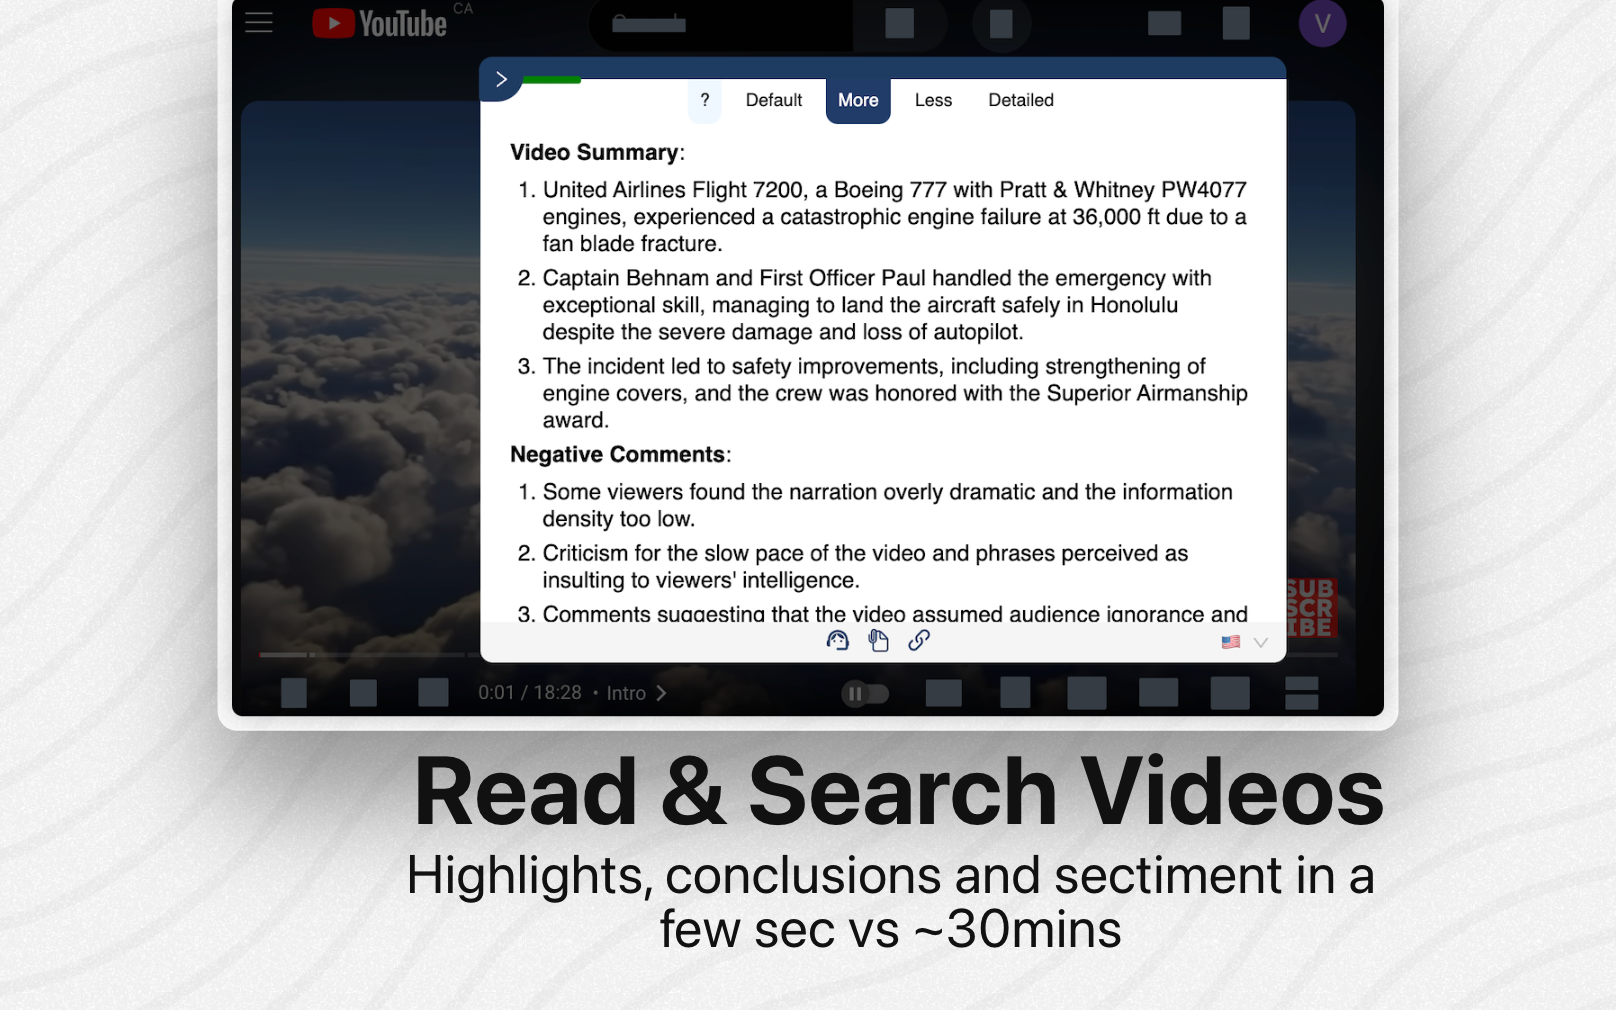 YouTube CA
V
? Default More Less Detailed
Video Summary:
1. United Airlines Flight 7200, a Boeing 777 with Pratt & Whitney PW4077
engines, experienced a catastrophic engine failure at 36,000 ft due to a
fan blade fracture.
2. Captain Behnam and First Officer Paul handled the emergency with
exceptional skill, managing to land the aircraft safely in Honolulu
despite the severe damage and loss of autopilot.
3. The incident led to safety improvements, including strengthening of
engine covers, and the crew was honored with the Superior Airmanship
award.
Negative Comments:
1. Some viewers found the narration overly dramatic and the information
density too low.
2. Criticism for the slow pace of the video and phrases perceived as
insulting to viewers' intelligence.
3. Comments suggesting that the video assumed audience ignorance and
SUB
SCR
IBE
0:01 / 18:28 • Intro
Read & Search Videos
Highlights, conclusions and sectiment in a
few sec vs ~30mins